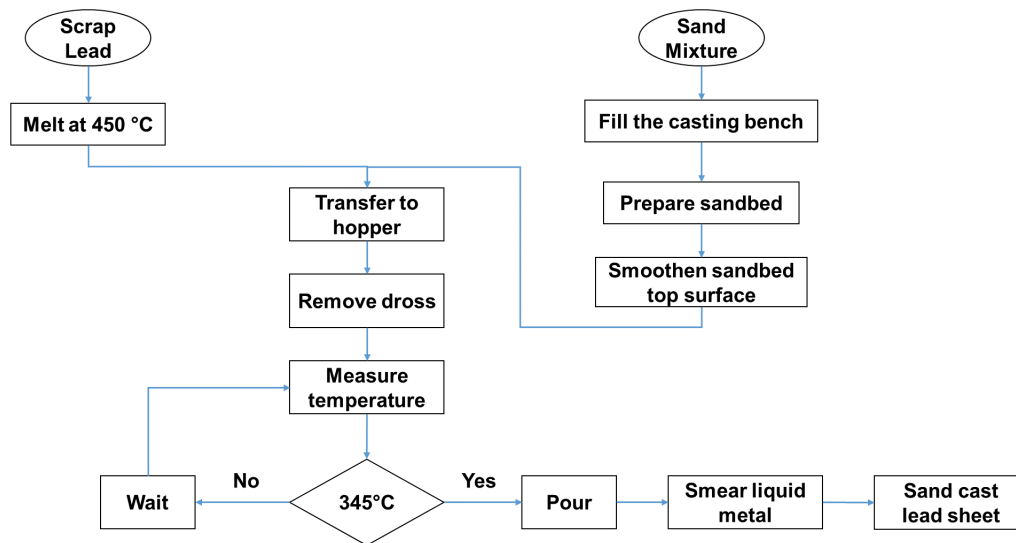 Scrap
Lead
Sand
Mixture
Melt at 450 °C
Fill the casting bench
Transfer to
hopper
Prepare sandbed
Remove dross
Smoothen sandbed
top surface
Measure
temperature
No
Yes
Wait
345°C
Pour
Smear liquid
metal
Sand cast
lead sheet